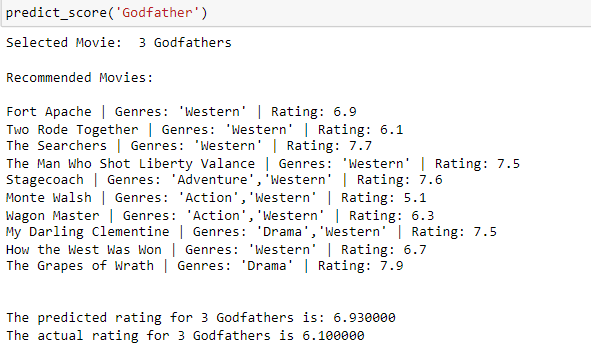 predict_score('Godfather')
Selected Movie:  3 Godfathers
Recommended Movies:
Fort Apache | Genres: 'Western' | Rating: 6.9
Two Rode Together | Genres: 'Western' | Rating: 6.1
The Searchers | Genres: 'Western' | Rating: 7.7
The Man Who Shot Liberty Valance | Genres: 'Western' | Rating: 7.5
Stagecoach | Genres: 'Adventure','Western' | Rating: 7.6
Monte Walsh | Genres: 'Action','Western' | Rating: 5.1
Wagon Master | Genres: 'Action','Western' | Rating: 6.3
My Darling Clementine | Genres: 'Drama','Western' | Rating: 7.5
How the West Was Won | Genres: 'Western' | Rating: 6.7
The Grapes of Wrath | Genres: 'Drama' | Rating: 7.9
The predicted rating for 3 Godfathers is: 6.930000
The actual rating for 3 Godfathers is 6.100000